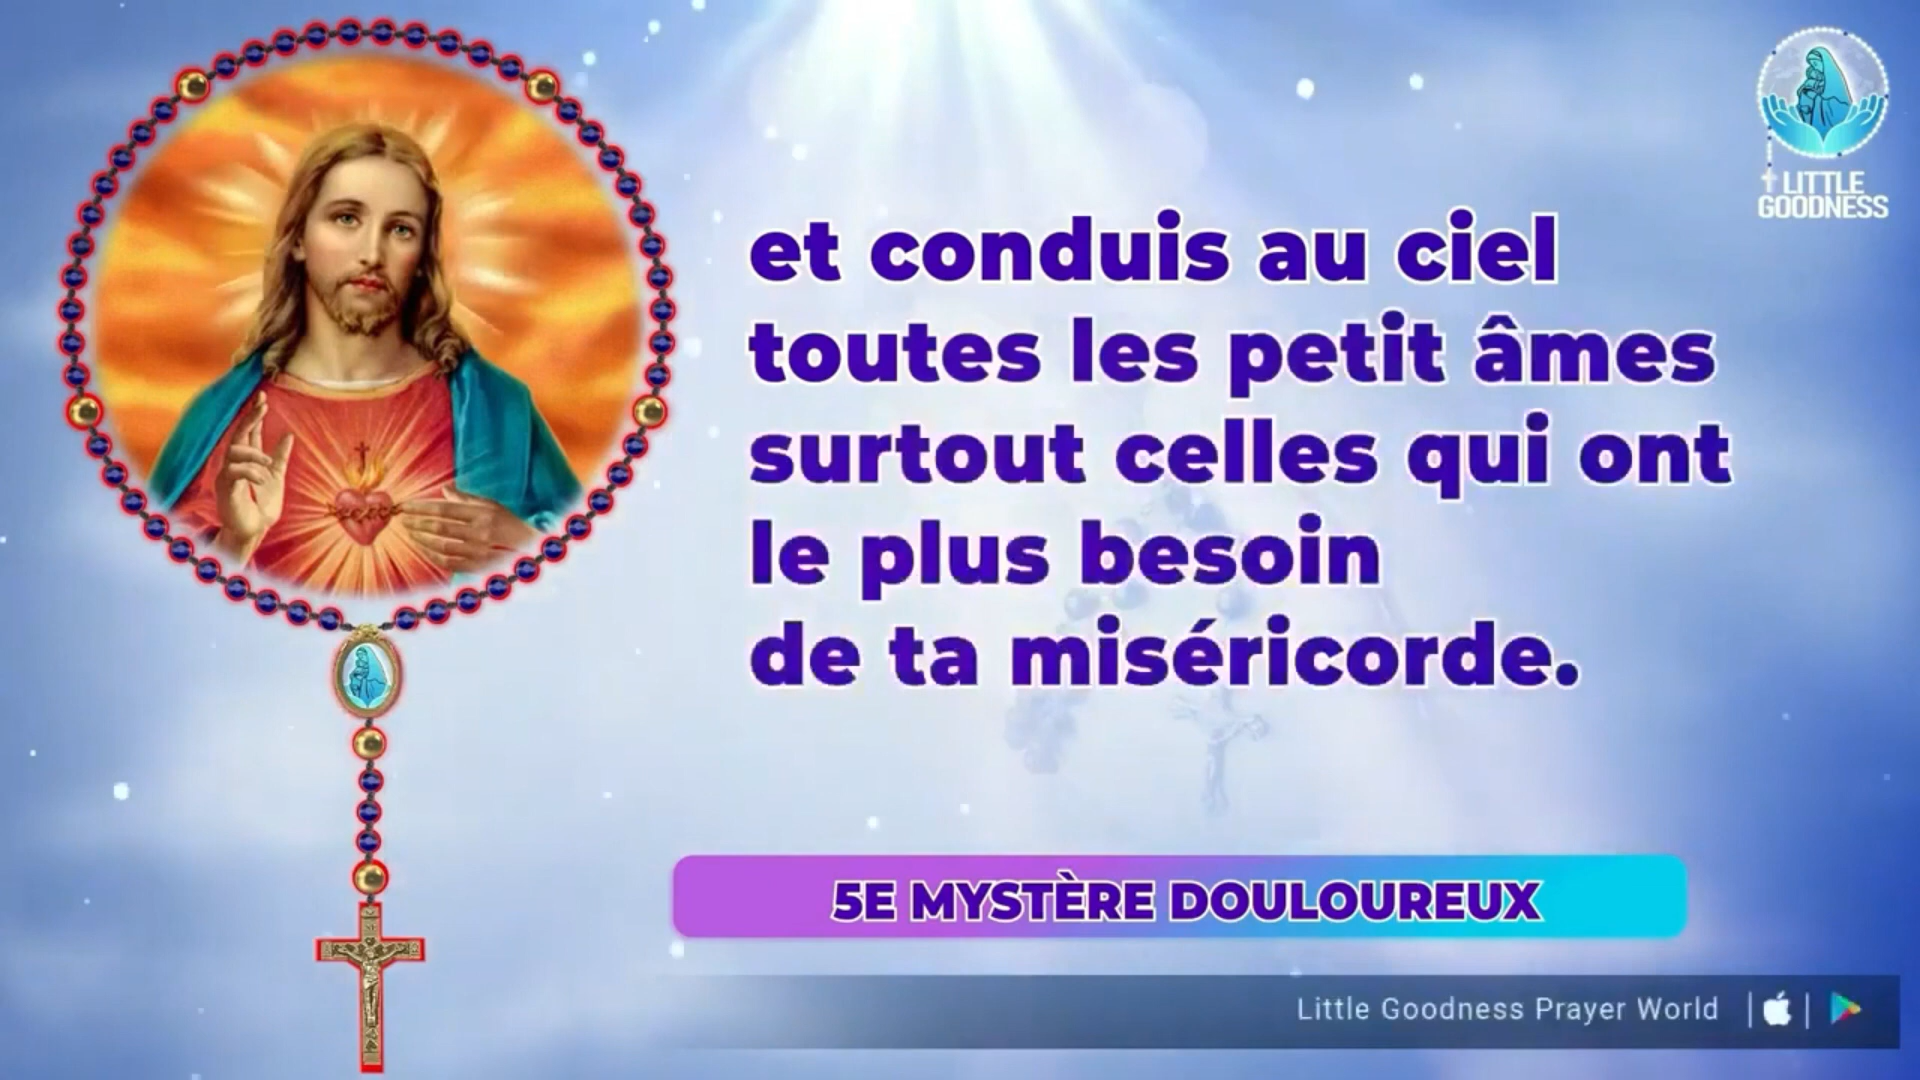 LITTLE
GOODNESS
et conduis au ciel
toutes les petit âmes
surtout celles qui ont
le plus besoin
de ta miséricorde.
5E MYSTÈRE DOULOUREUX
Little Goodness Prayer World